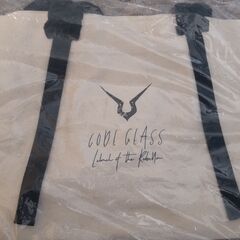 CODE GEASS
Lelouch of the Rebellion